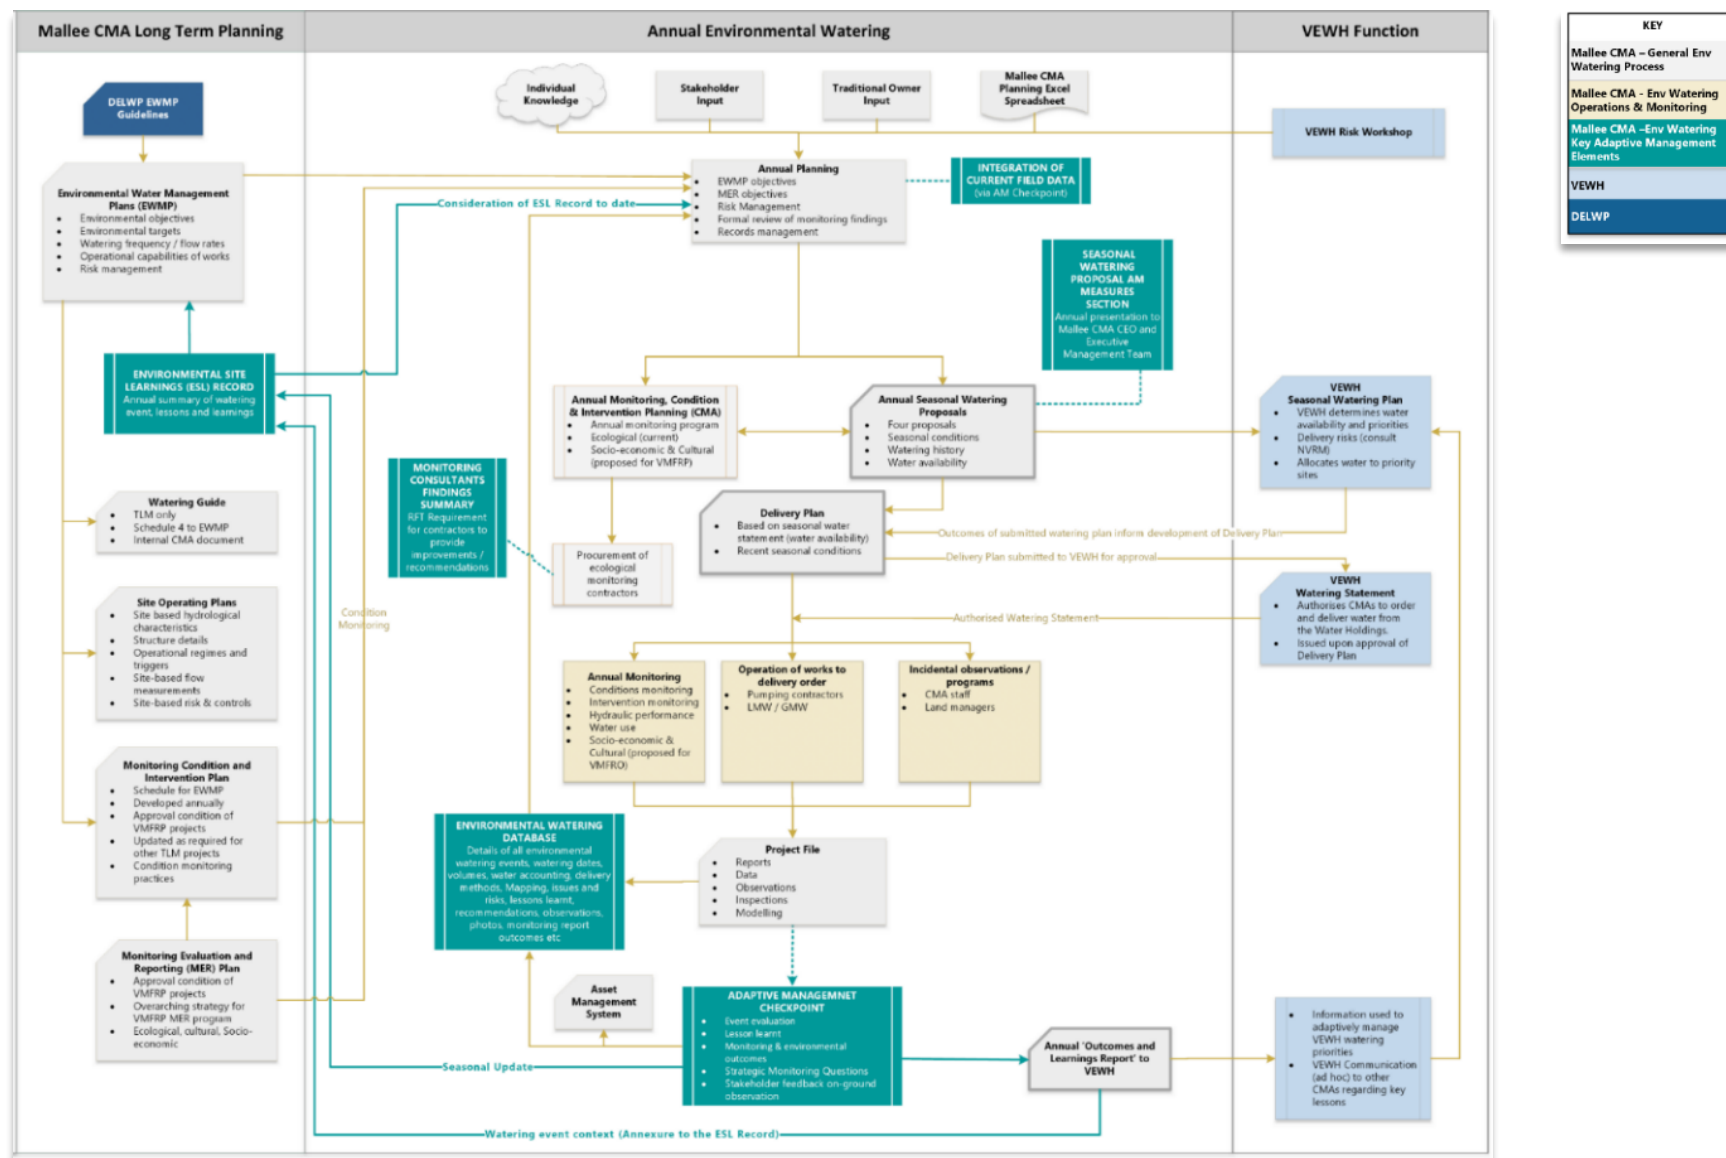 Mallee CMA Long Term Planning
Annual Environmental Watering
VEWH Function
KEY
Mallee CMA – General Env
Watering Process
Mallee CMA - Env Watering
Operations & Monitoring
Mallee CMA –Env Watering
Key Adaptive Management
Elements
VEWH
DELWP
DELWP EWMP
Guidelines
Individual
Knowledge
Stakeholder
Input
Traditional Owner
Input
Mallee CMA
Planning Excel
Spreadsheet
VEWH Risk Workshop
Environmental Water Management
Plans (EWMP)
• Environmental objectives
• Environmental targets
• Watering frequency / flow rates
• Operational capabilities of works
• Risk management
Annual Planning
• EWMP objectives
• MER objectives
• Risk Management
• Formal review of monitoring findings
• Records management
INTEGRATION OF
CURRENT FIELD DATA
(via AM Checkpoint)
Consideration of ESL Record to date
SEASONAL
WATERING
PROPOSAL AM
MEASURES
SECTION
Annual presentation to
Mallee CMA CEO and
Executive
Management Team
ENVIRONMENTAL SITE
LEARNINGS (ESL) RECORD
Annual summary of watering
event, lessons and learnings
Annual Monitoring, Condition
& Intervention Planning (CMA)
• Annual monitoring program
• Ecological (current)
• Socio-economic & Cultural
(proposed for VMFRP)
Annual Seasonal Watering
Proposals
• Four proposals
• Seasonal conditions
• Watering history
• Water availability
VEWH
Seasonal Watering Plan
• VEWH determines water
availability and priorities
• Delivery risks (consult
NVRM)
• Allocates water to priority
sites
MONITORING
CONSULTANTS
FINDINGS
SUMMARY
RFT Requirement
for contractors to
provide
improvements /
recommendations
Watering Guide
• TLM only
• Schedule 4 to EWMP
• Internal CMA document
Delivery Plan
• Based on seasonal water
statement (water availability)
• Recent seasonal conditions
Outcomes of submitted watering plan inform development of Delivery Plan
Delivery Plan submitted to VEWH for approval
Procurement of
ecological
monitoring
contractors
VEWH
Watering Statement
• Authorises CMAs to order
and deliver water from
the Water Holdings.
• Issued upon approval of
Delivery Plan
Site Operating Plans
• Site based hydrological
characteristics
• Structure details
• Operational regimes and
triggers
• Site-based flow
measurements
• Site-based risk & controls
Condition
Monitoring
Authorised Watering Statement
Annual Monitoring
• Conditions monitoring
• Intervention monitoring
• Hydraulic performance
• Water use
• Socio-economic &
Cultural (proposed for
VMFRO)
Operation of works to
delivery order
• Pumping contractors
• LMW / GMW
Incidental observations /
programs
• CMA staff
• Land managers
Monitoring Condition and
Intervention Plan
• Schedule for EWMP
• Developed annually
• Approval condition of
VMFRP projects
• Updated as required for
other TLM projects
• Condition monitoring
practices
ENVIRONMENTAL WATERING
DATABASE
Details of all environmental
watering events, watering dates,
volumes, water accounting, delivery
methods, Mapping, issues and
risks, lessons learnt,
recommendations, observations,
photos, monitoring report
outcomes etc
Project File
• Reports
• Data
• Observations
• Inspections
• Modelling
Monitoring Evaluation and
Reporting (MER) Plan
• Approval condition of
VMFRP projects
• Overarching strategy for
VMFRP MER program
• Ecological, cultural, Socio-
economic
Asset
Management
System
ADAPTIVE MANAGEMNET
CHECKPOINT
• Event evaluation
• Lesson learnt
• Monitoring & environmental
outcomes
• Strategic Monitoring Questions
• Stakeholder feedback on-ground
observation
Annual 'Outcomes and
Learnings Report' to
VEWH
• Information used to
adaptively manage
VEWH watering
priorities
• VEWH Communication
(ad hoc) to other
CMAs regarding key
lessons
Seasonal Update
Watering event context (Annexure to the ESL Record)